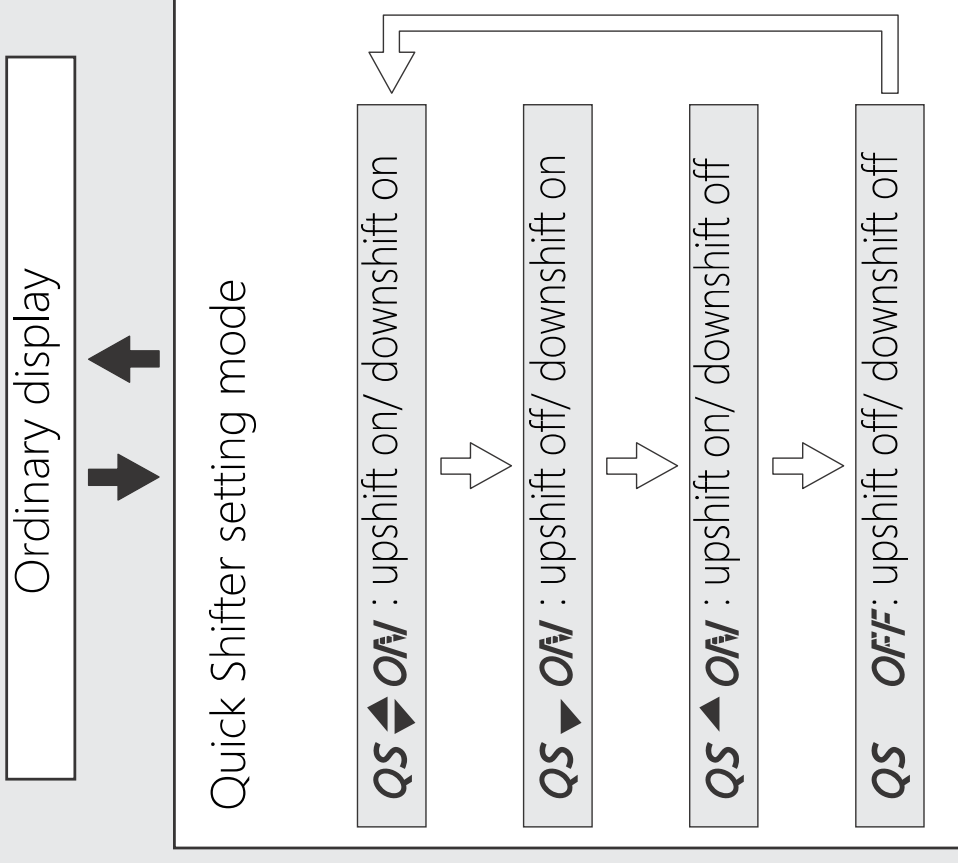 Ordinary display
Quick Shifter setting mode
QS ON : upshift on/ downshift on
QS ON : upshift off/ downshift on
QS ON : upshift on/ downshift off
QS OFF: upshift off/ downshift off